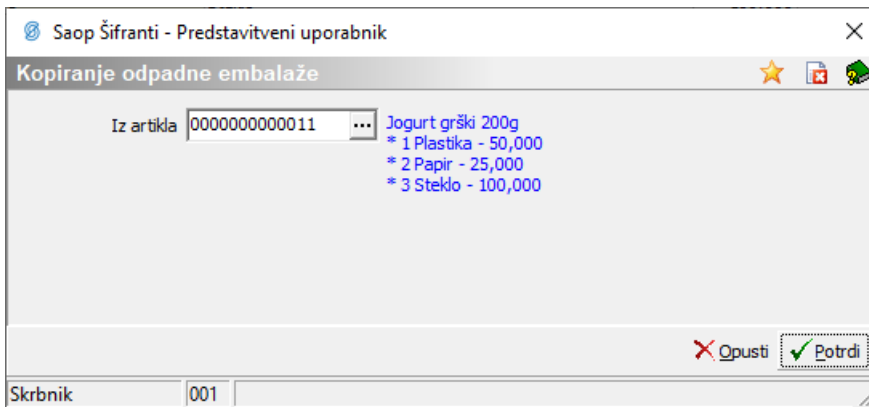 Saop Šifranti - Predstavitveni uporabnik
Kopiranje odpadne embalaže
Iz artikla 0000000000011 ... Jogurt grški 200g
* 1 Plastika - 50,000
* 2 Papir - 25,000
* 3 Steklo - 100,000
Opusti Potrdi
Skrbnik 001